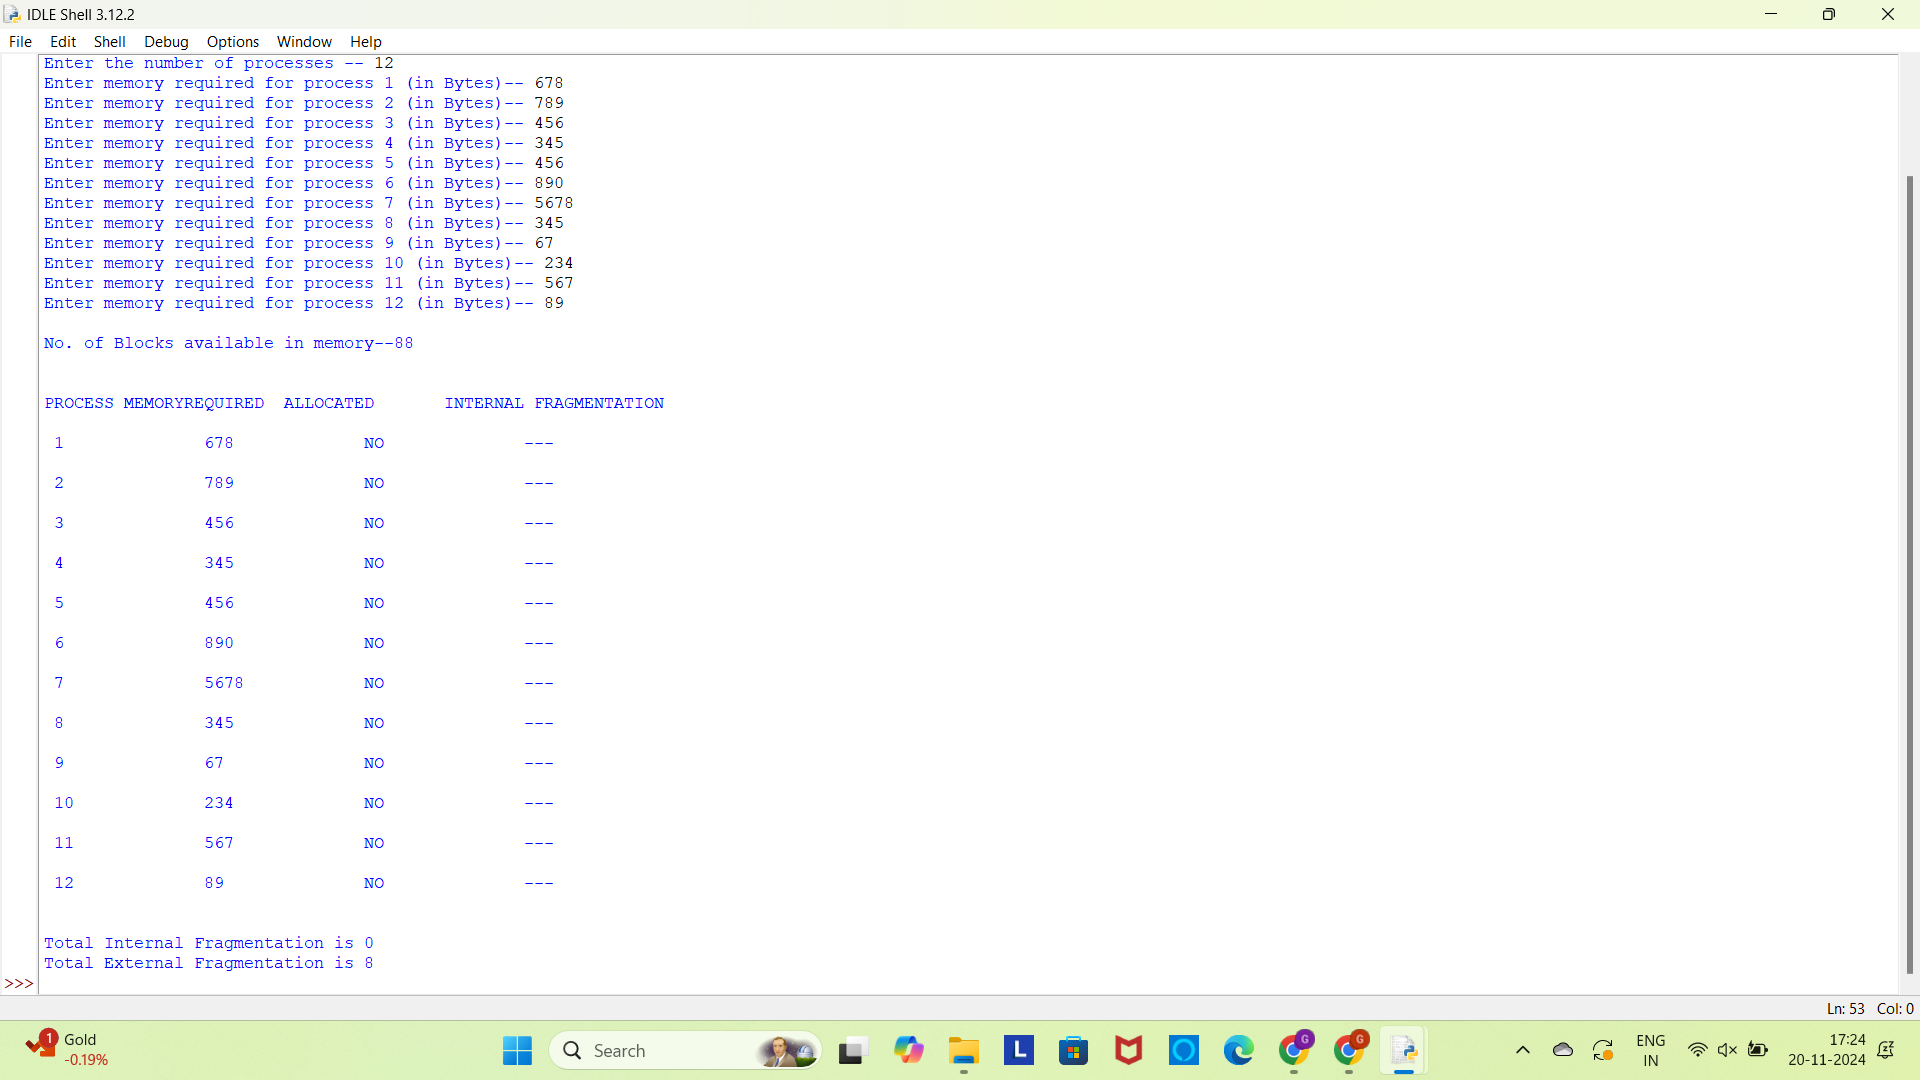 IDLE Shell 3.12.2
File Edit Shell Debug Options Window Help
Enter the number of processes -- 12
Enter memory required for process 1 (in Bytes)-- 678
Enter memory required for process 2 (in Bytes)-- 789
Enter memory required for process 3 (in Bytes)-- 456
Enter memory required for process 4 (in Bytes)-- 345
Enter memory required for process 5 (in Bytes)-- 456
Enter memory required for process 6 (in Bytes)-- 890
Enter memory required for process 7 (in Bytes)-- 5678
Enter memory required for process 8 (in Bytes)-- 345
Enter memory required for process 9 (in Bytes)-- 67
Enter memory required for process 10 (in Bytes)-- 234
Enter memory required for process 11 (in Bytes)-- 567
Enter memory required for process 12 (in Bytes)-- 89
No. of Blocks available in memory--88
PROCESS MEMORYREQUIRED ALLOCATED INTERNAL FRAGMENTATION
1 678 NO ---
2 789 NO ---
3 456 NO ---
4 345 NO ---
5 456 NO ---
6 890 NO ---
7 5678 NO ---
8 345 NO ---
9 67 NO ---
10 234 NO ---
11 567 NO ---
12 89 NO ---
Total Internal Fragmentation is 0
Total External Fragmentation is 8
>>>
Ln: 53 Col: 0
1 Gold
-0.19%
Search
L
G
G
ENG
IN
17:24
20-11-2024